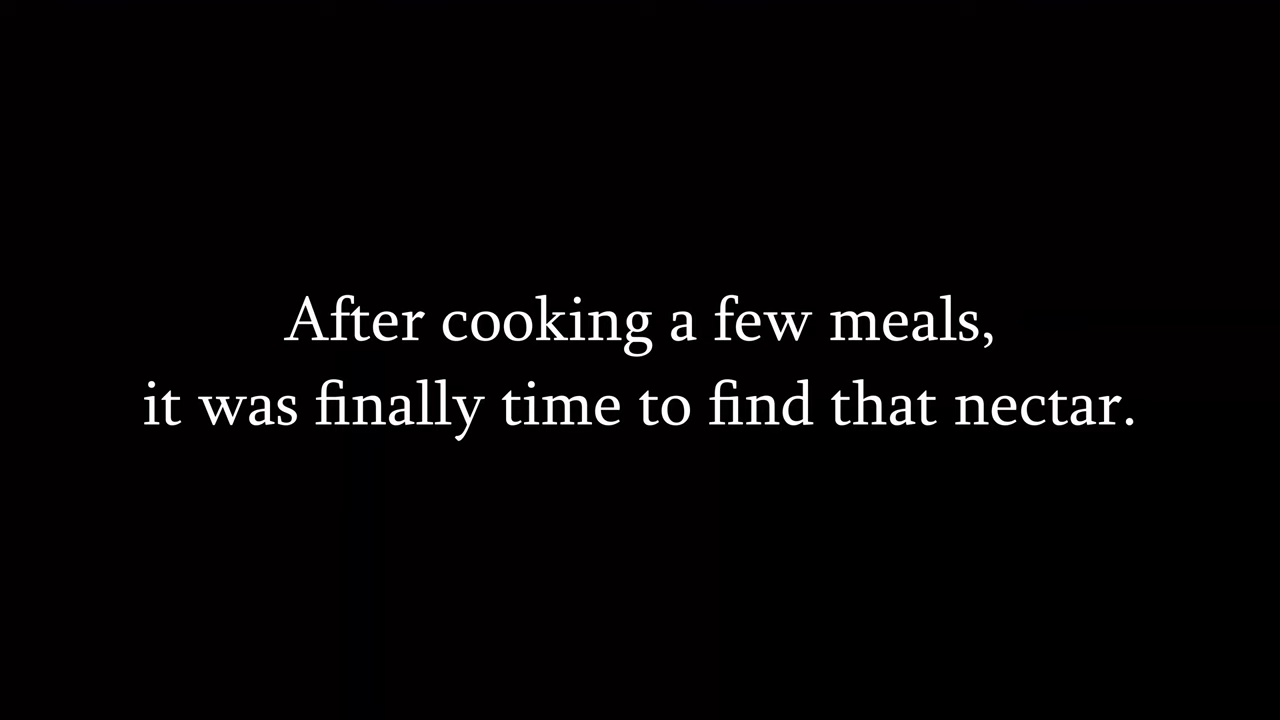 After cooking a few meals,
it was finally time to find that nectar.